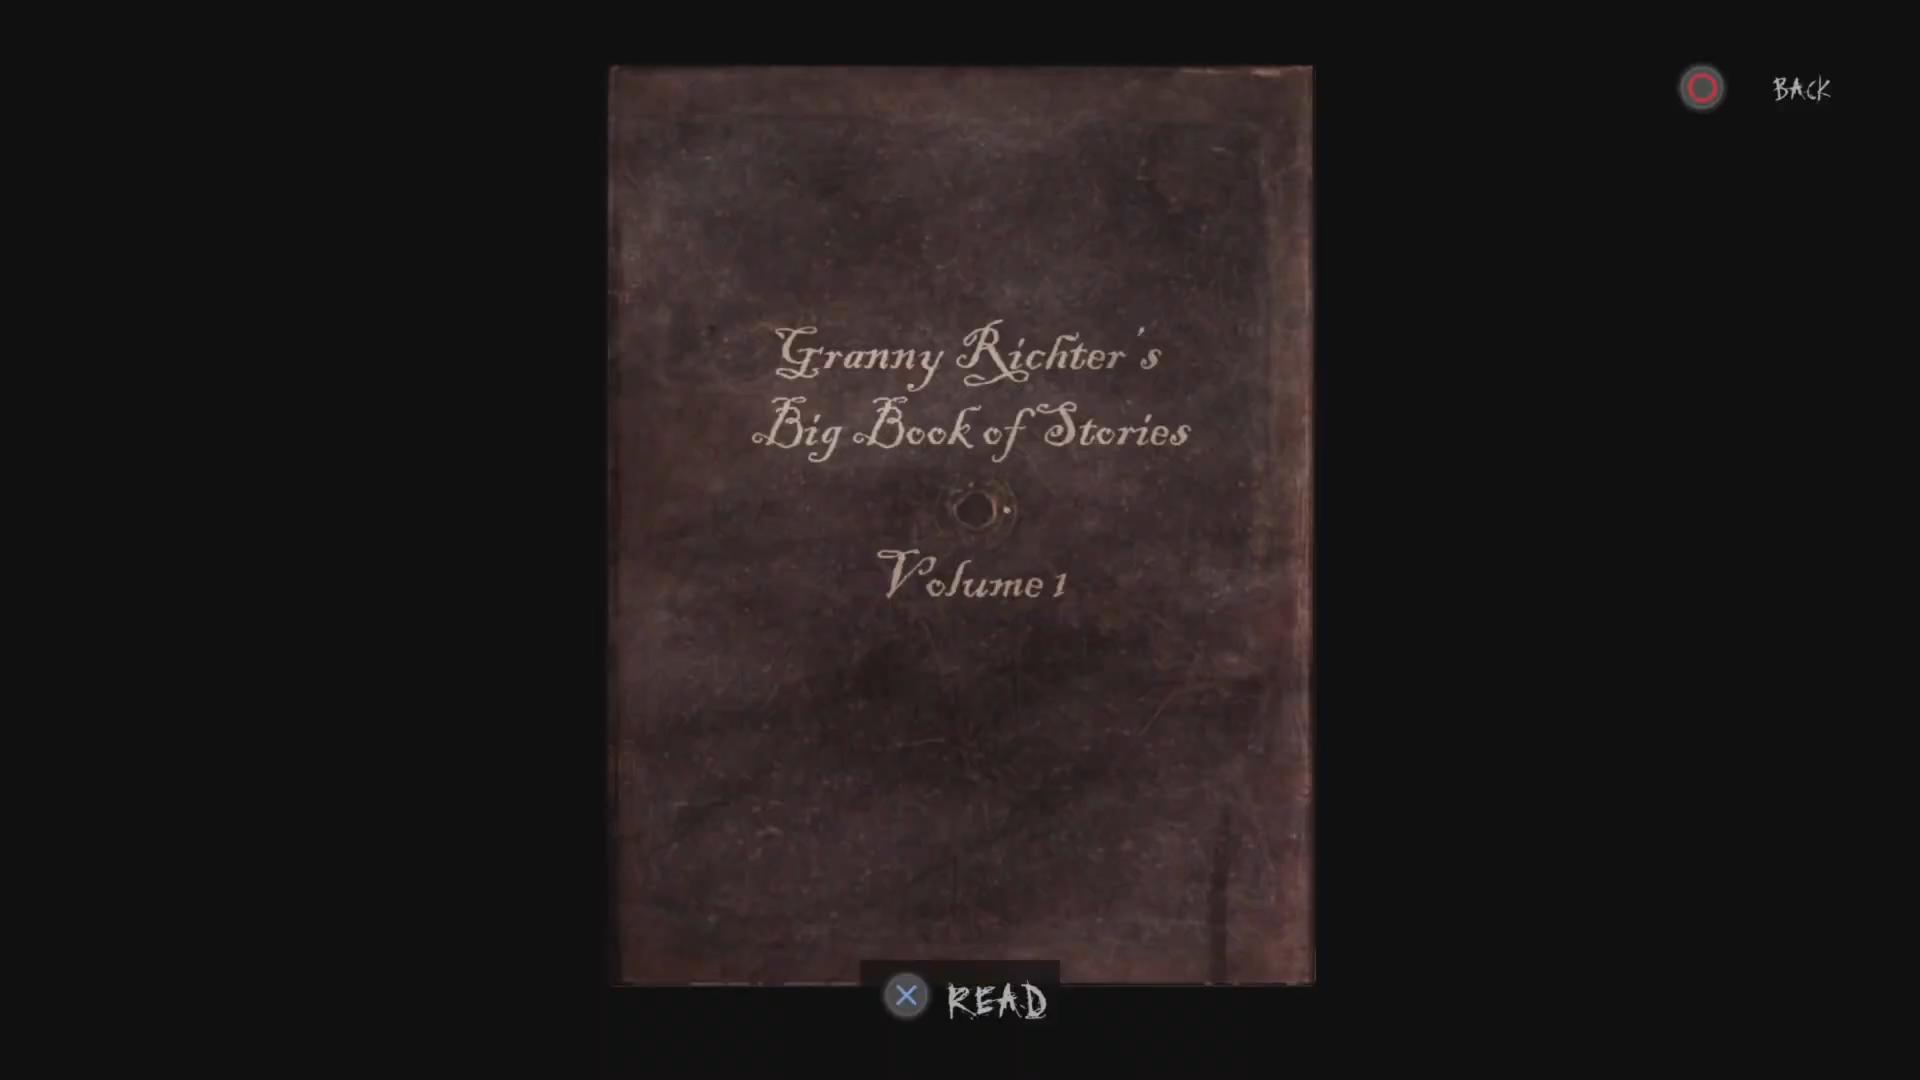 BACK
Granny Richter's
Big Book of Stories
Volume 1
READ